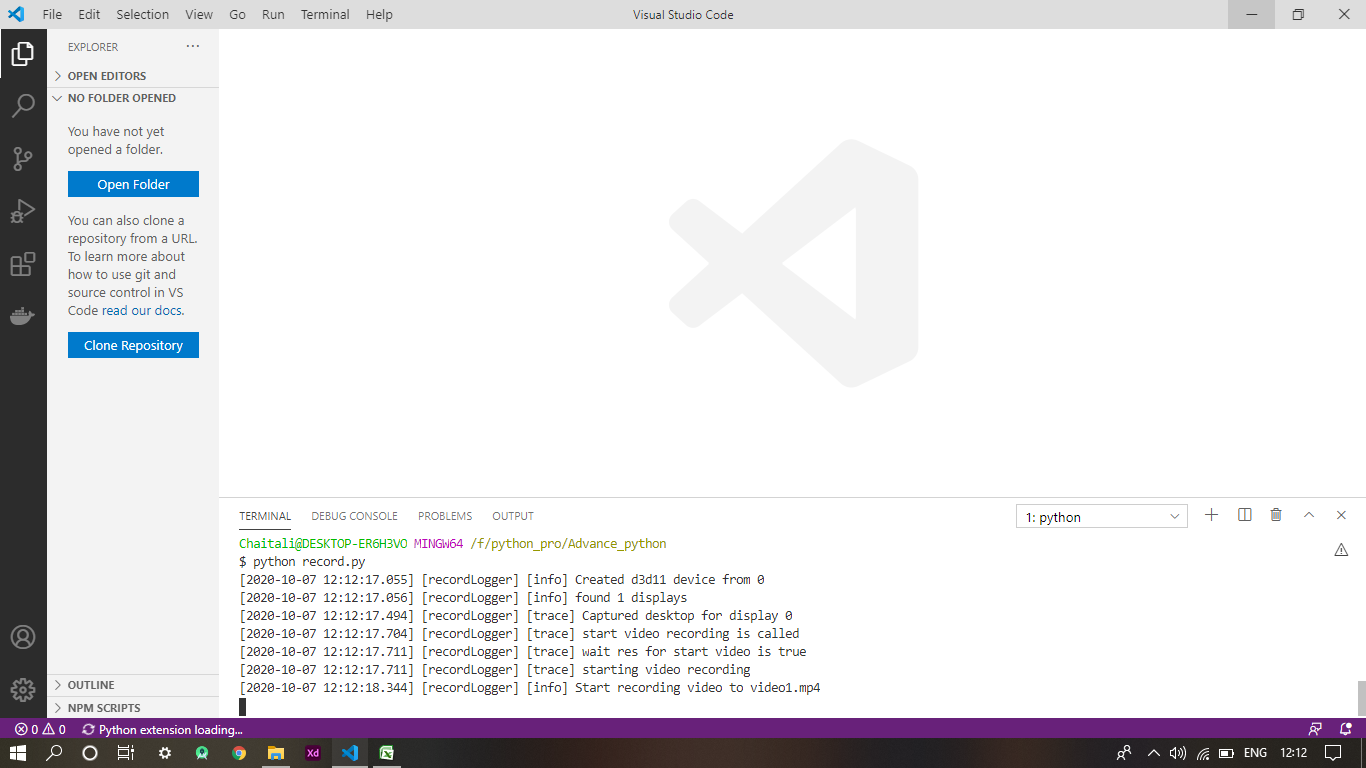 File Edit Selection View Go Run Terminal Help
Visual Studio Code
EXPLORER ···
OPEN EDITORS
NO FOLDER OPENED
You have not yet
opened a folder.
Open Folder
You can also clone a
repository from a URL.
To learn more about
how to use git and
source control in VS
Code read our docs.
Clone Repository
OUTLINE
NPM SCRIPTS
TERMINAL DEBUG CONSOLE PROBLEMS OUTPUT
1: python
Chaitali@DESKTOP-ER6H3VO MINGW64 /f/python_pro/Advance_python
$ python record.py
[2020-10-07 12:12:17.055] [recordLogger] [info] Created d3d11 device from 0
[2020-10-07 12:12:17.056] [recordLogger] [info] found 1 displays
[2020-10-07 12:12:17.494] [recordLogger] [trace] Captured desktop for display 0
[2020-10-07 12:12:17.704] [recordLogger] [trace] start video recording is called
[2020-10-07 12:12:17.711] [recordLogger] [trace] wait res for start video is true
[2020-10-07 12:12:17.711] [recordLogger] [trace] starting video recording
[2020-10-07 12:12:18.344] [recordLogger] [info] Start recording video to video1.mp4
0 0 Python extension loading...
Xd
ENG 12:12